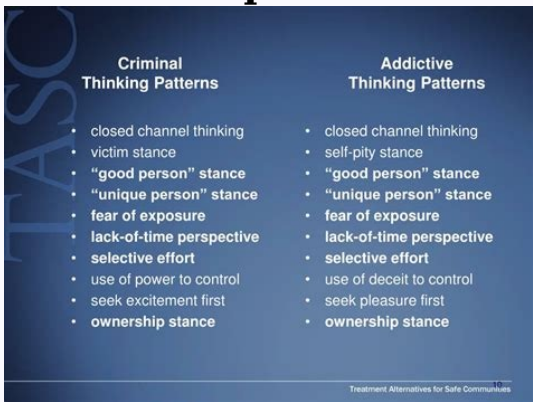 TASC
Criminal
Thinking Patterns
• closed channel thinking
• victim stance
• “good person” stance
• “unique person” stance
• fear of exposure
• lack-of-time perspective
• selective effort
• use of power to control
• seek excitement first
• ownership stance
Addictive
Thinking Patterns
• closed channel thinking
• self-pity stance
• “good person” stance
• “unique person” stance
• fear of exposure
• lack-of-time perspective
• selective effort
• use of deceit to control
• seek pleasure first
• ownership stance
Treatment Alternatives for Safe Communities